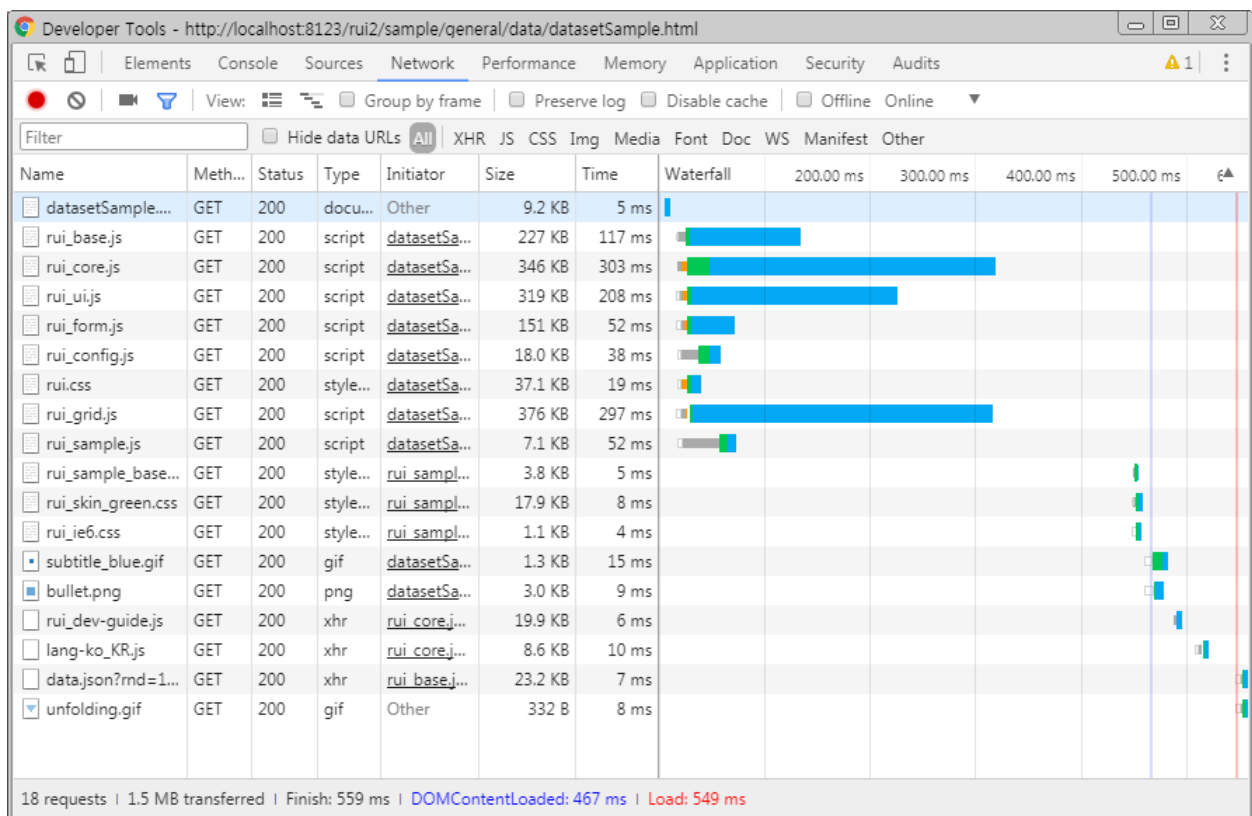 Developer Tools - http://localhost:8123/rui2/sample/general/data/datasetSample.html
Elements Console Sources Network Performance Memory Application Security Audits 1
View: Group by frame Preserve log Disable cache Offline Online
Filter Hide data URLs All XHR JS CSS Img Media Font Doc WS Manifest Other
Name Meth... Status Type Initiator Size Time Waterfall 200.00 ms 300.00 ms 400.00 ms 500.00 ms
datasetSample.... GET 200 docu... Other 9.2 KB 5 ms
rui_base.js GET 200 script datasetSa... 227 KB 117 ms
rui_core.js GET 200 script datasetSa... 346 KB 303 ms
rui_ui.js GET 200 script datasetSa... 319 KB 208 ms
rui_form.js GET 200 script datasetSa... 151 KB 52 ms
rui_config.js GET 200 script datasetSa... 18.0 KB 38 ms
rui.css GET 200 style... datasetSa... 37.1 KB 19 ms
rui_grid.js GET 200 script datasetSa... 376 KB 297 ms
rui_sample.js GET 200 script datasetSa... 7.1 KB 52 ms
rui_sample_base... GET 200 style... rui_sampl... 3.8 KB 5 ms
rui_skin_green.css GET 200 style... rui_sampl... 17.9 KB 8 ms
rui_ie6.css GET 200 style... rui_sampl... 1.1 KB 4 ms
subtitle_blue.gif GET 200 gif datasetSa... 1.3 KB 15 ms
bullet.png GET 200 png datasetSa... 3.0 KB 9 ms
rui_dev-guide.js GET 200 xhr rui_core.j... 19.9 KB 6 ms
lang-ko_KR.js GET 200 xhr rui_core.j... 8.6 KB 10 ms
data.json?rnd=1... GET 200 xhr rui_base.j... 23.2 KB 7 ms
unfolding.gif GET 200 gif Other 332 B 8 ms
18 requests | 1.5 MB transferred | Finish: 559 ms | DOMContentLoaded: 467 ms | Load: 549 ms